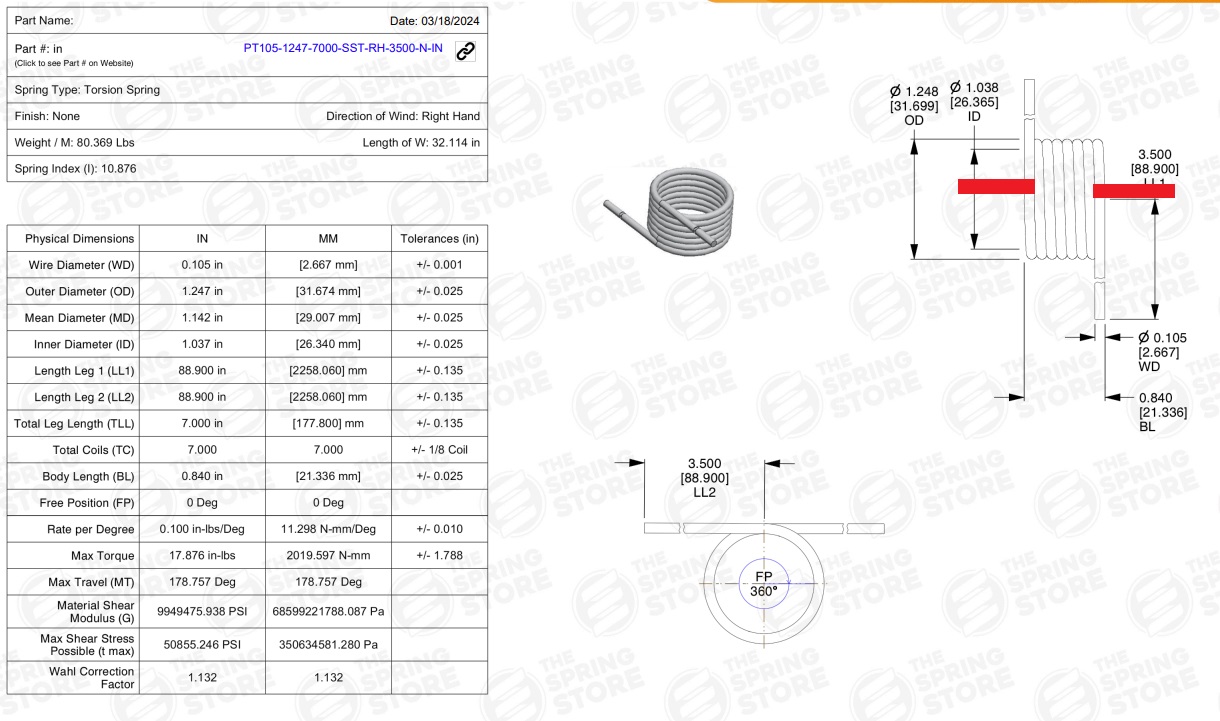 Part Name: Date: 03/18/2024
Part #: in PT105-1247-7000-SST-RH-3500-N-IN
(Click to see Part # on Website)
Spring Type: Torsion Spring
Finish: None Direction of Wind: Right Hand
Weight / M: 80.369 Lbs Length of W: 32.114 in
Spring Index (I): 10.876
Physical Dimensions IN MM Tolerances (in)
Wire Diameter (WD) 0.105 in [2.667 mm] +/- 0.001
Outer Diameter (OD) 1.247 in [31.674 mm] +/- 0.025
Mean Diameter (MD) 1.142 in [29.007 mm] +/- 0.025
Inner Diameter (ID) 1.037 in [26.340 mm] +/- 0.025
Length Leg 1 (LL1) 88.900 in [2258.060] mm +/- 0.135
Length Leg 2 (LL2) 88.900 in [2258.060] mm +/- 0.135
Total Leg Length (TLL) 7.000 in [177.800] mm +/- 0.135
Total Coils (TC) 7.000 7.000 +/- 1/8 Coil
Body Length (BL) 0.840 in [21.336 mm] +/- 0.025
Free Position (FP) 0 Deg 0 Deg
Rate per Degree 0.100 in-lbs/Deg 11.298 N-mm/Deg +/- 0.010
Max Torque 17.876 in-lbs 2019.597 N-mm +/- 1.788
Max Travel (MT) 178.757 Deg 178.757 Deg
Material Shear
Modulus (G) 9949475.938 PSI 68599221788.087 Pa
Max Shear Stress
Possible (t max) 50855.246 PSI 350634581.280 Pa
Wahl Correction
Factor 1.132 1.132
Ø 1.248
[31.699]
OD
Ø 1.038
[26.365]
ID
3.500
[88.900]
Ø 0.105
[2.667]
WD
0.840
[21.336]
BL
3.500
[88.900]
LL2
FP
360°
THE SPRING STORE